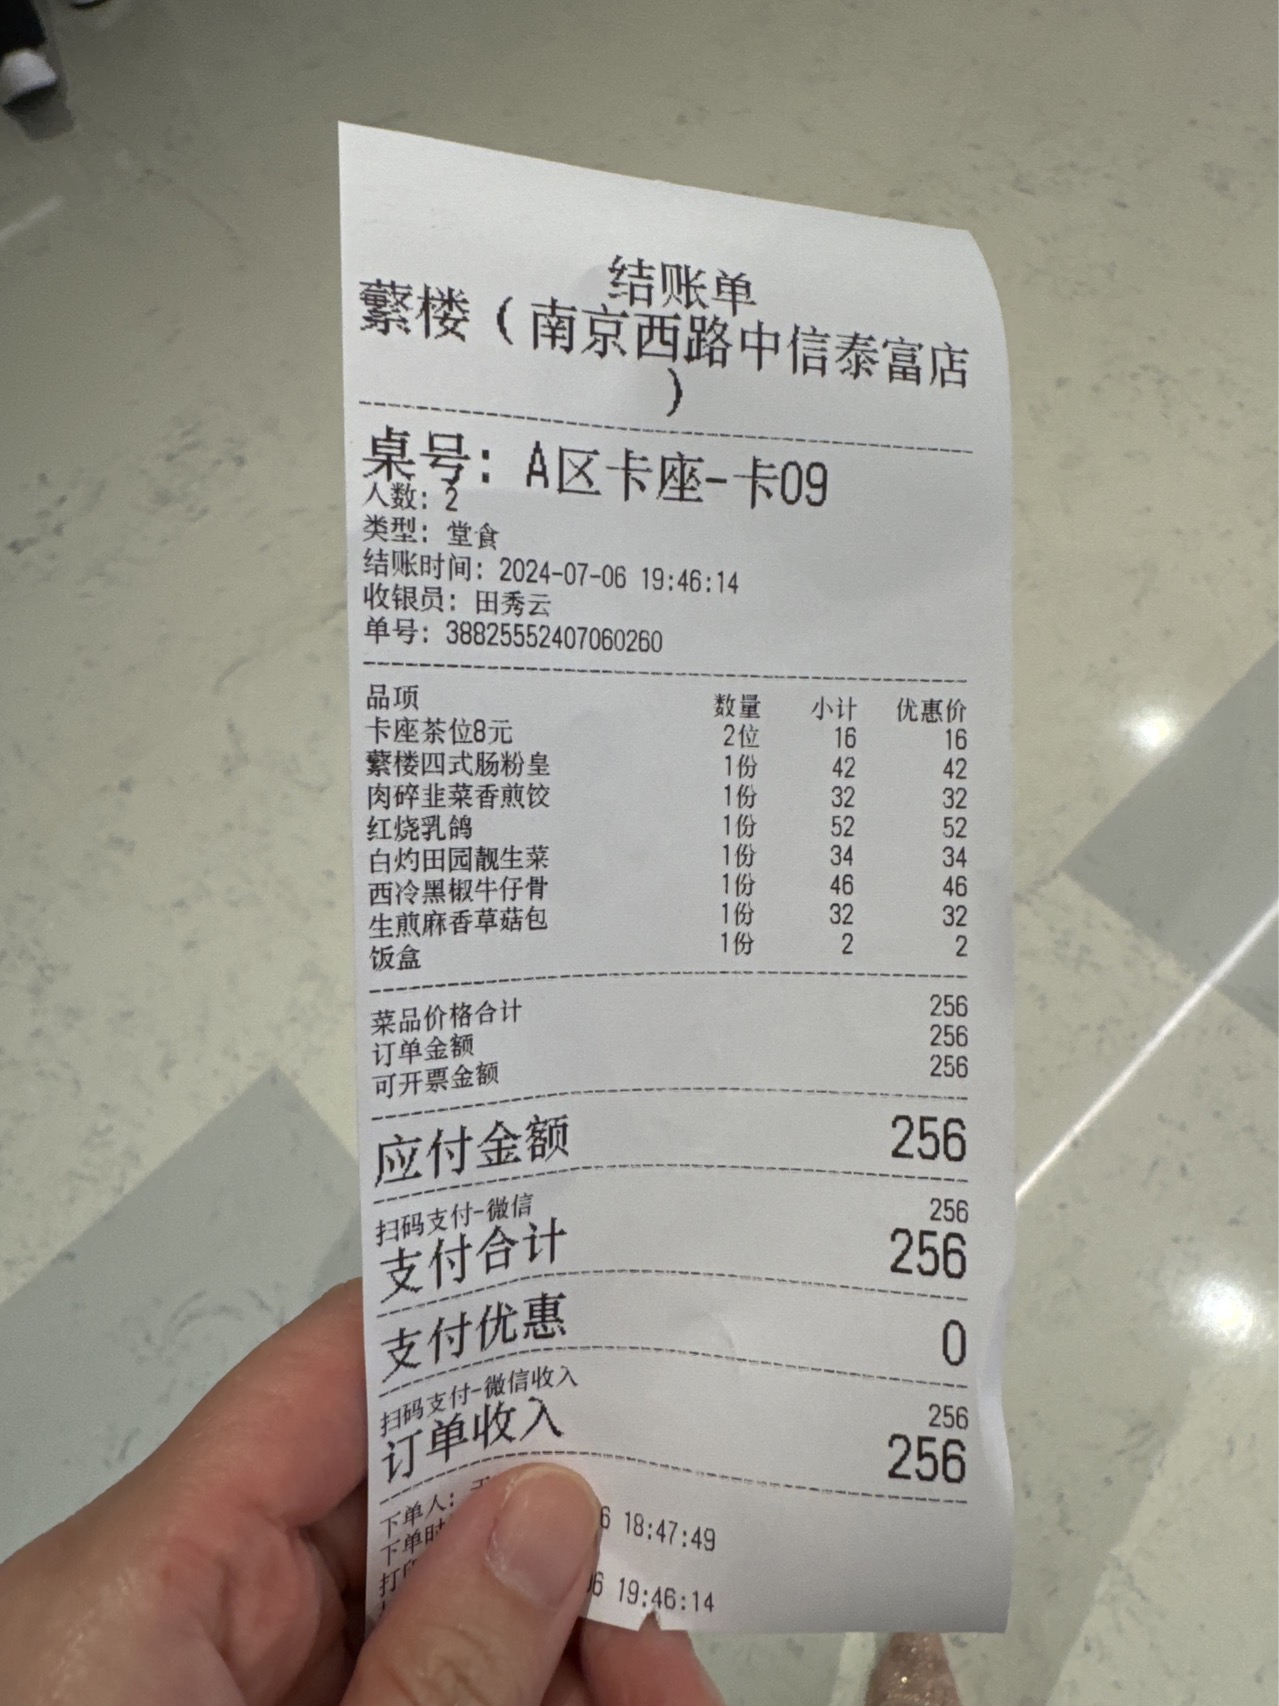 结账单
蘩楼（南京西路中信泰富店
）
桌号：A区卡座-卡09
人数：2
类型：堂食
结账时间：2024-07-06 19:46:14
收银员：田秀云
单号：38825552407060260
品项 数量 小计 优惠价
卡座茶位8元 2位 16 16
蘩楼四式肠粉皇 1份 42 42
肉碎韭菜香煎饺 1份 32 32
红烧乳鸽 1份 52 52
白灼田园靓生菜 1份 34 34
西冷黑椒牛仔骨 1份 46 46
生煎麻香草菇包 1份 32 32
饭盒 1份 2 2
菜品价格合计 256
订单金额 256
可开票金额 256
应付金额 256
扫码支付-微信 256
支付合计 256
支付优惠 0
扫码支付-微信收入 256
订单收入 256
下单人：
下单时 6 18:47:49
打 06 19:46:14